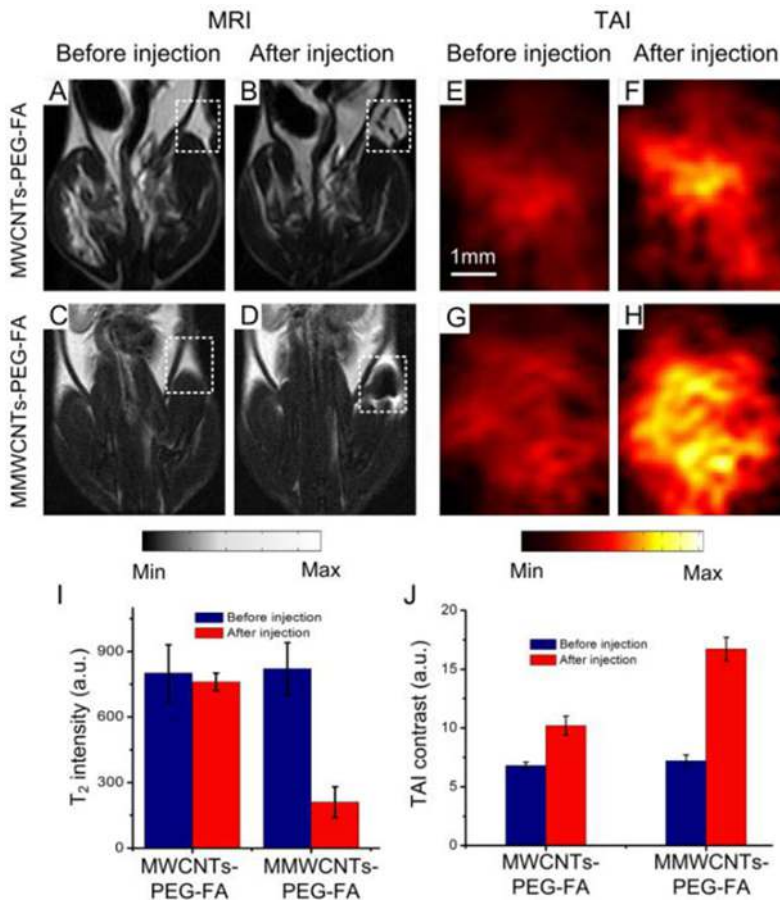 MRI
TAI
Before injection
After injection
Before injection
After injection
MWCNTs-PEG-FA
A
B
E
F
1mm
MMWCNTs-PEG-FA
C
D
G
H
Min
Max
Min
Max
I
Before injection
After injection
T₂ intensity (a.u.)
900
600
300
0
MWCNTs-
PEG-FA
MMWCNTs-
PEG-FA
J
Before injection
After injection
TAI contrast (a.u.)
20
15
10
5
0
MWCNTs-
PEG-FA
MMWCNTs-
PEG-FA